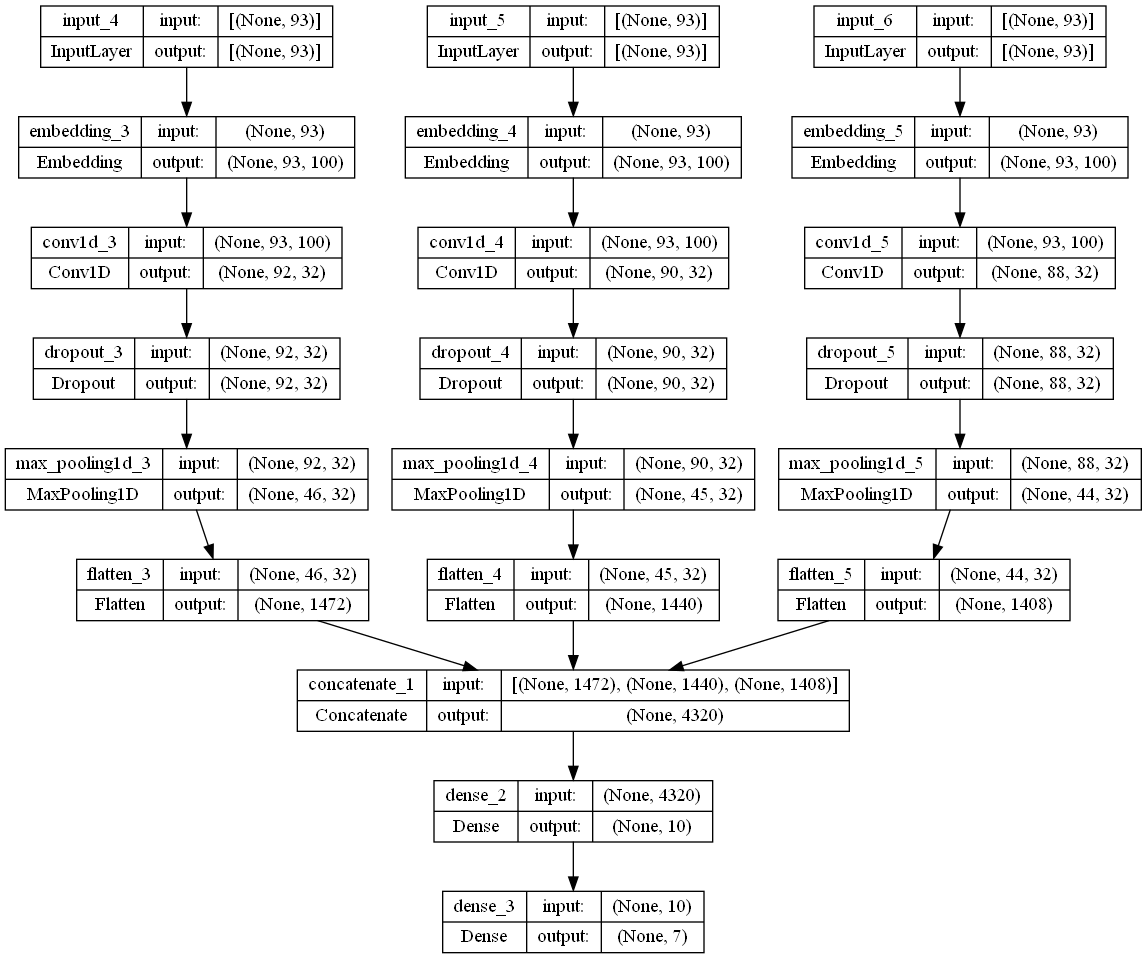 input_4 input: [(None, 93)] input_5 input: [(None, 93)] input_6 input: [(None, 93)]
InputLayer output: [(None, 93)] InputLayer output: [(None, 93)] InputLayer output: [(None, 93)]
embedding_3 input: (None, 93) embedding_4 input: (None, 93) embedding_5 input: (None, 93)
Embedding output: (None, 93, 100) Embedding output: (None, 93, 100) Embedding output: (None, 93, 100)
conv1d_3 input: (None, 93, 100) conv1d_4 input: (None, 93, 100) conv1d_5 input: (None, 93, 100)
Conv1D output: (None, 92, 32) Conv1D output: (None, 90, 32) Conv1D output: (None, 88, 32)
dropout_3 input: (None, 92, 32) dropout_4 input: (None, 90, 32) dropout_5 input: (None, 88, 32)
Dropout output: (None, 92, 32) Dropout output: (None, 90, 32) Dropout output: (None, 88, 32)
max_pooling1d_3 input: (None, 92, 32) max_pooling1d_4 input: (None, 90, 32) max_pooling1d_5 input: (None, 88, 32)
MaxPooling1D output: (None, 46, 32) MaxPooling1D output: (None, 45, 32) MaxPooling1D output: (None, 44, 32)
flatten_3 input: (None, 46, 32) flatten_4 input: (None, 45, 32) flatten_5 input: (None, 44, 32)
Flatten output: (None, 1472) Flatten output: (None, 1440) Flatten output: (None, 1408)
concatenate_1 input: [(None, 1472), (None, 1440), (None, 1408)]
Concatenate output: (None, 4320)
dense_2 input: (None, 4320)
Dense output: (None, 10)
dense_3 input: (None, 10)
Dense output: (None, 7)